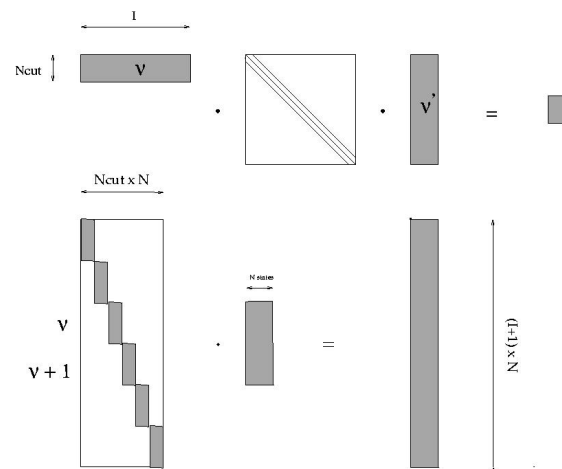 I
Ncut
ν
·
·
ν'
=
Ncut x N
N states
ν
ν + 1
·
=
(I+1) x N